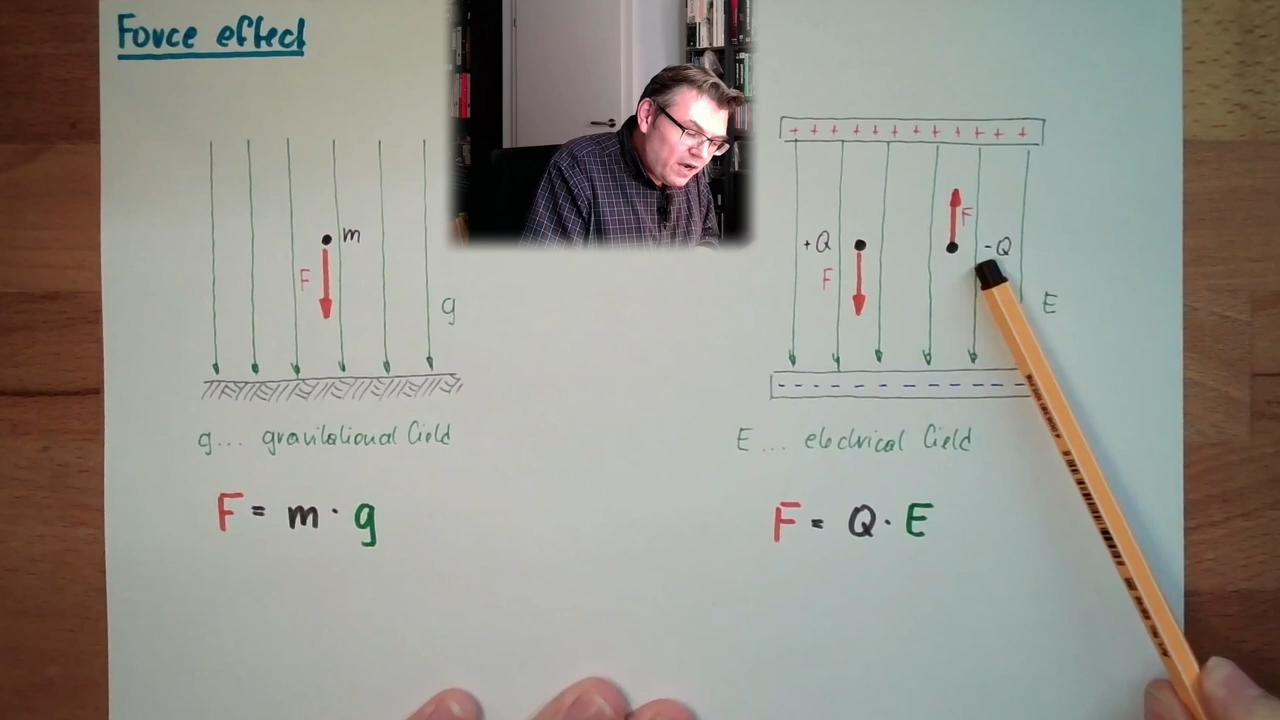 Force effect
+ + + + + + + + + + + +
m
F
g
+Q
F
F
-Q
E
g... gravitational field
E... electrical field
F = m · g
F = Q · E